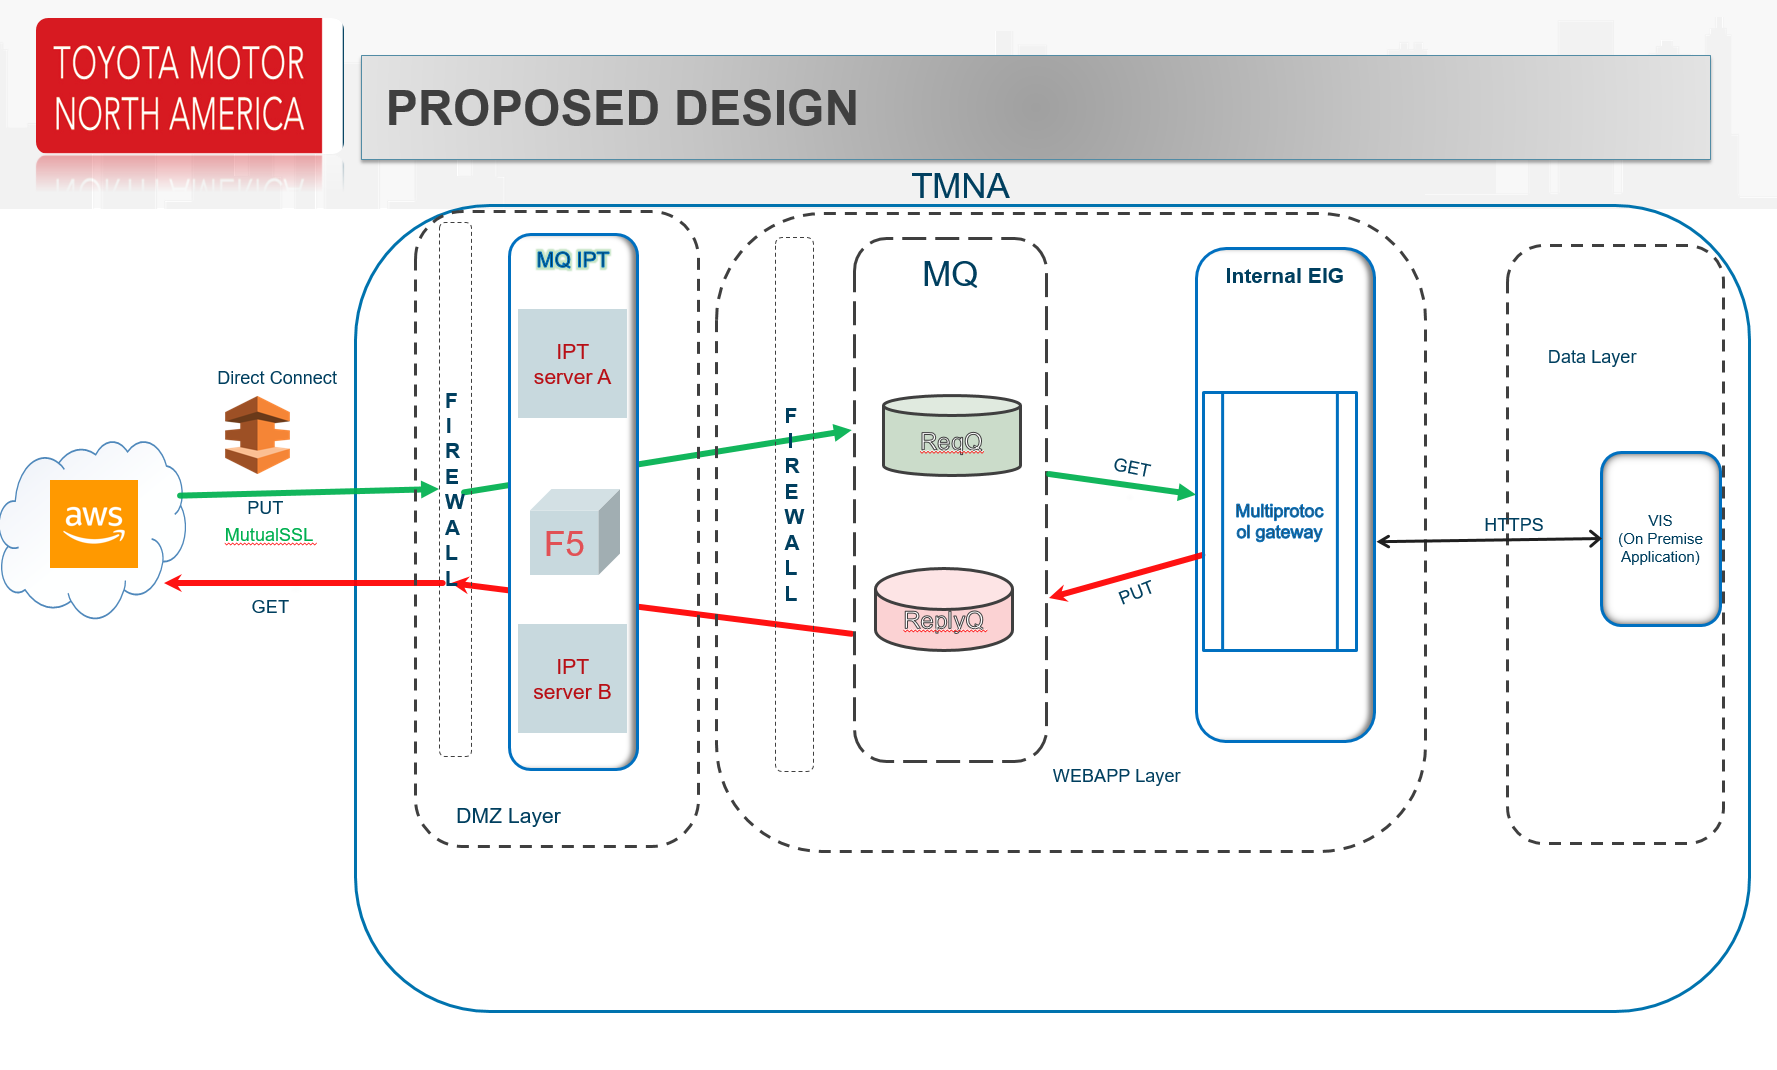 TOYOTA MOTOR
NORTH AMERICA
PROPOSED DESIGN
TMNA
Direct Connect
aws
PUT
MutualSSL
GET
FIREWALL
MQ IPT
IPT
server A
F5
IPT
server B
DMZ Layer
FIREWALL
MQ
ReqQ
ReplyQ
GET
PUT
WEBAPP Layer
Internal EIG
Multiprotoc
ol gateway
HTTPS
Data Layer
VIS
(On Premise
Application)